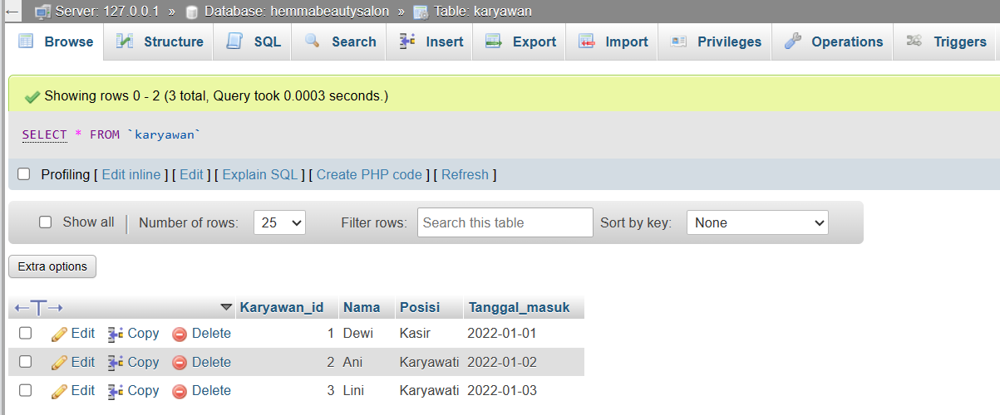 Server: 127.0.0.1 » Database: hemmabeautysalon » Table: karyawan
Browse Structure SQL Search Insert Export Import Privileges Operations Triggers
Showing rows 0 - 2 (3 total, Query took 0.0003 seconds.)
SELECT * FROM `karyawan`
Profiling [ Edit inline ] [ Edit ] [ Explain SQL ] [ Create PHP code ] [ Refresh ]
Show all | Number of rows: 25 Filter rows: Search this table Sort by key: None
Extra options
←T→ Karyawan_id Nama Posisi Tanggal_masuk
Edit Copy Delete 1 Dewi Kasir 2022-01-01
Edit Copy Delete 2 Ani Karyawati 2022-01-02
Edit Copy Delete 3 Lini Karyawati 2022-01-03